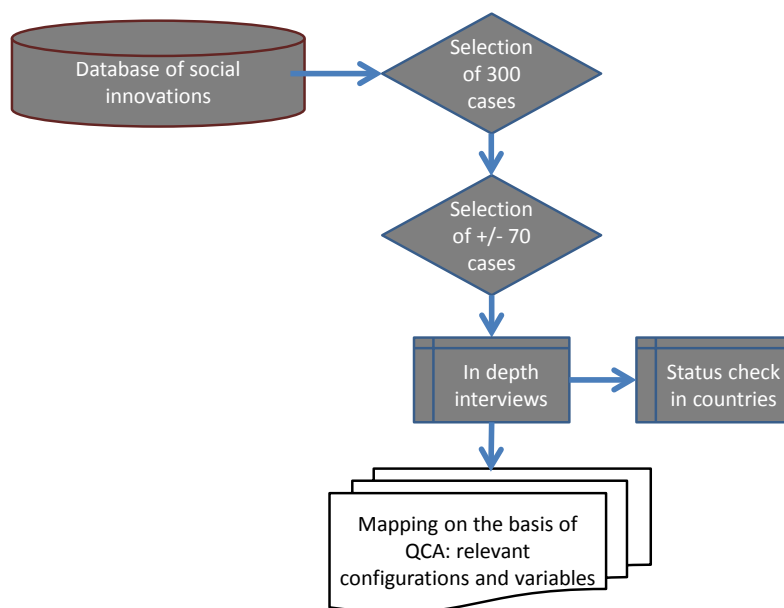 Database of social
innovations
Selection
of 300
cases
Selection
of +/- 70
cases
In depth
interviews
Status check
in countries
Mapping on the basis of
QCA: relevant
configurations and variables